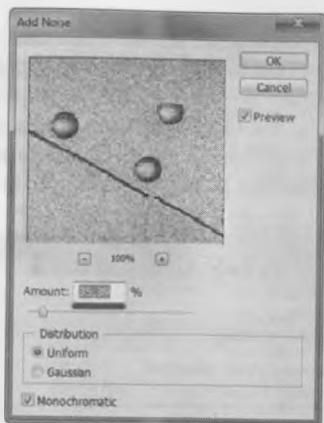 Add Noise
OK
Cancel
Preview
100%
Amount:
%
Distribution
Uniform
Gaussian
Monochromatic